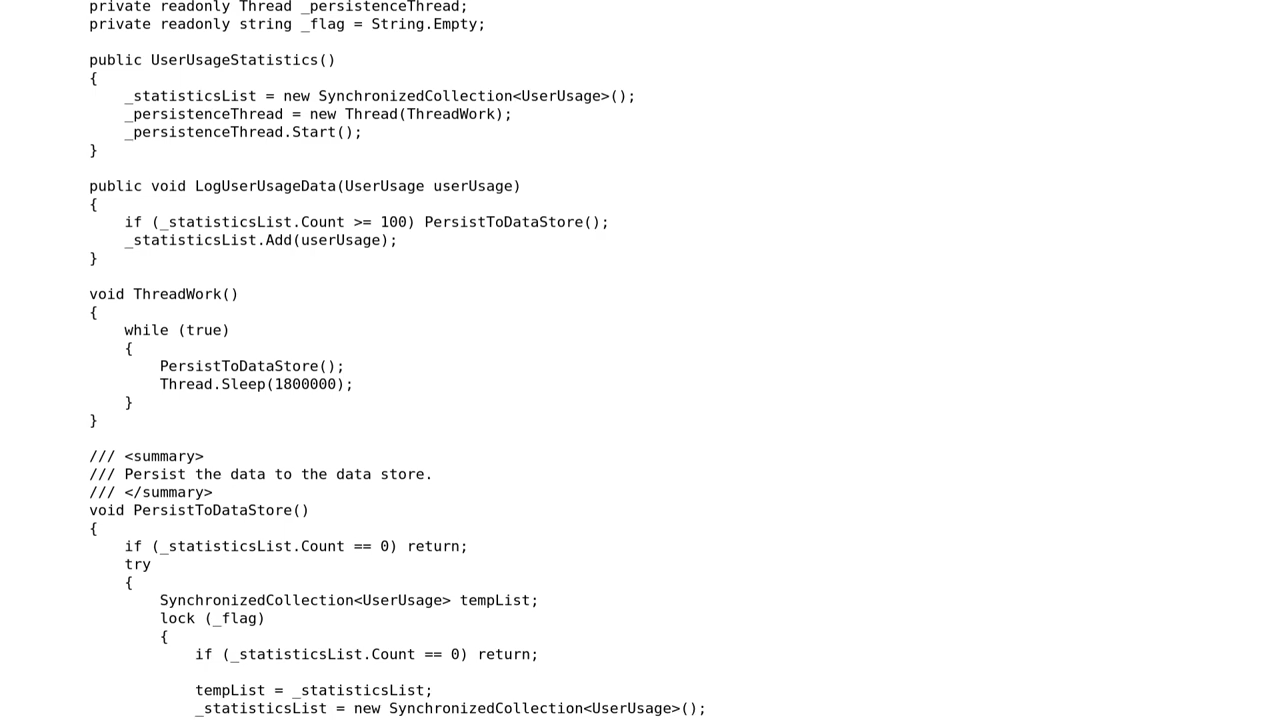 private readonly Thread _persistenceThread;
private readonly string _flag = String.Empty;
public UserUsageStatistics()
{
_statisticsList = new SynchronizedCollection<UserUsage>();
_persistenceThread = new Thread(ThreadWork);
_persistenceThread.Start();
}
public void LogUserUsageData(UserUsage userUsage)
{
if (_statisticsList.Count >= 100) PersistToDataStore();
_statisticsList.Add(userUsage);
}
void ThreadWork()
{
while (true)
{
PersistToDataStore();
Thread.Sleep(1800000);
}
}
/// <summary>
/// Persist the data to the data store.
/// </summary>
void PersistToDataStore()
{
if (_statisticsList.Count == 0) return;
try
{
SynchronizedCollection<UserUsage> tempList;
lock (_flag)
{
if (_statisticsList.Count == 0) return;
tempList = _statisticsList;
_statisticsList = new SynchronizedCollection<UserUsage>();